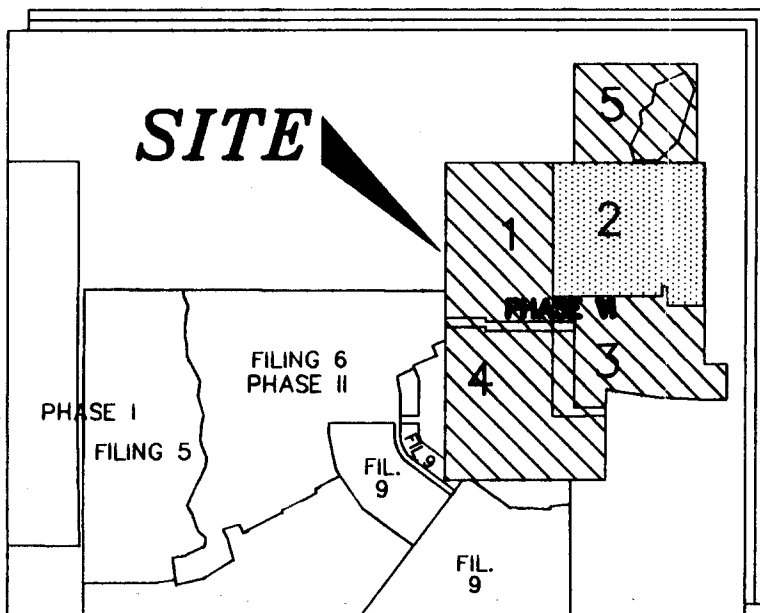 SITE
5
1
2
PHASE VI
3
4
FILING 6
PHASE II
PHASE I
FILING 5
FIL. 9
FIL.
9
FIL.
9